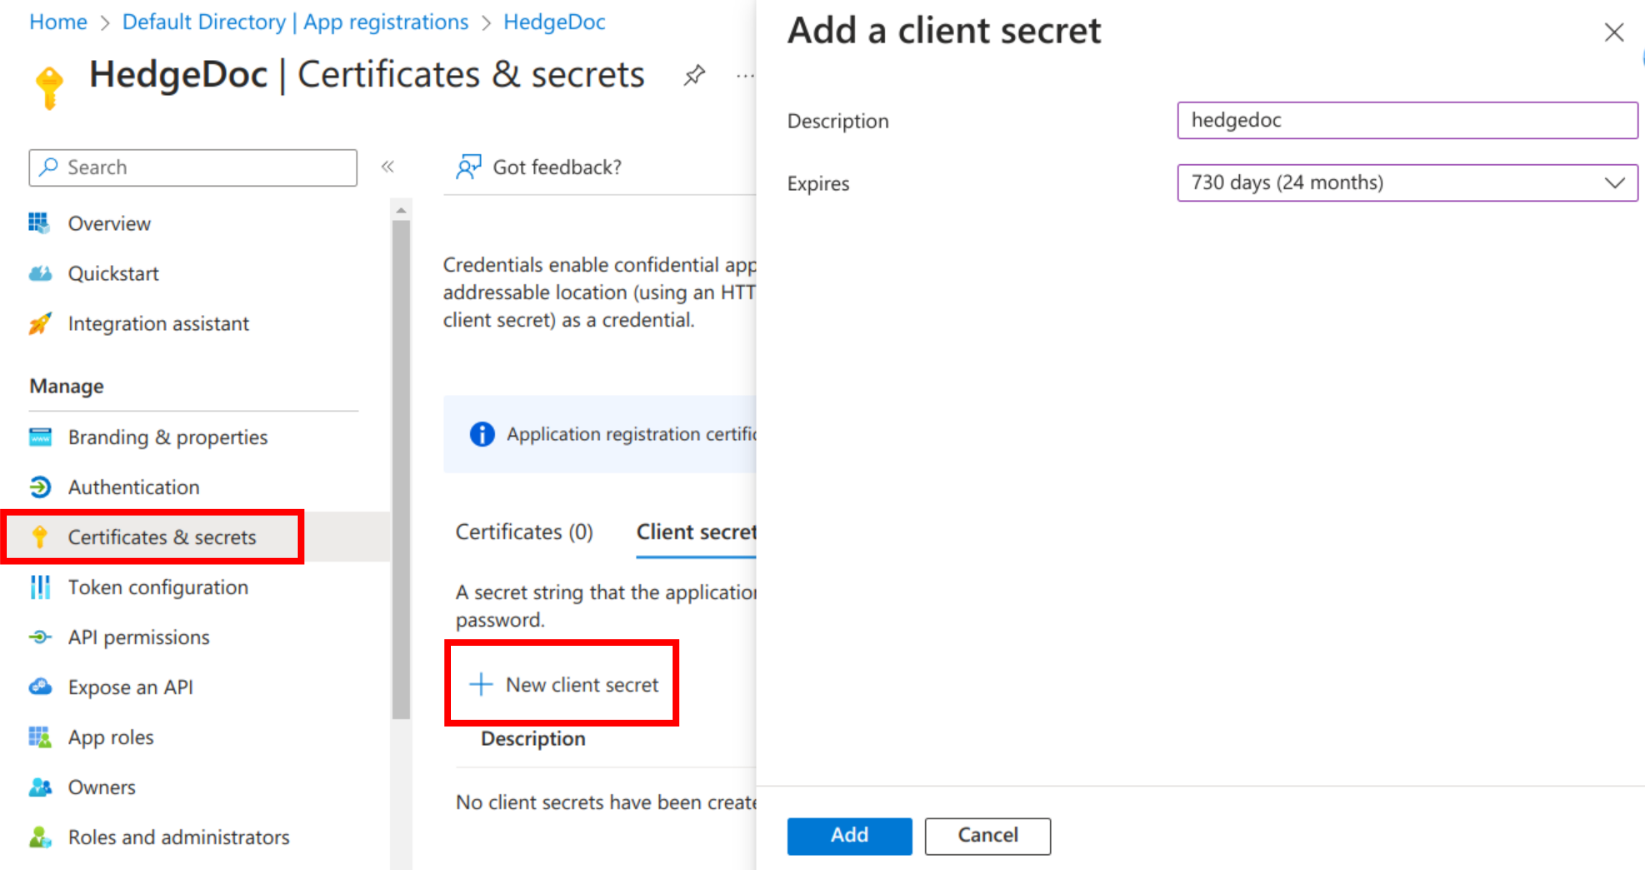 Home > Default Directory | App registrations > HedgeDoc
HedgeDoc | Certificates & secrets
Search
Overview
Quickstart
Integration assistant
Manage
Branding & properties
Authentication
Certificates & secrets
Token configuration
API permissions
Expose an API
App roles
Owners
Roles and administrators
Got feedback?
Credentials enable confidential app
addressable location (using an HTT
client secret) as a credential.
Application registration certific
Certificates (0) Client secret
A secret string that the application
password.
+ New client secret
Description
No client secrets have been create
Add a client secret
Description hedgedoc
Expires 730 days (24 months)
Add Cancel